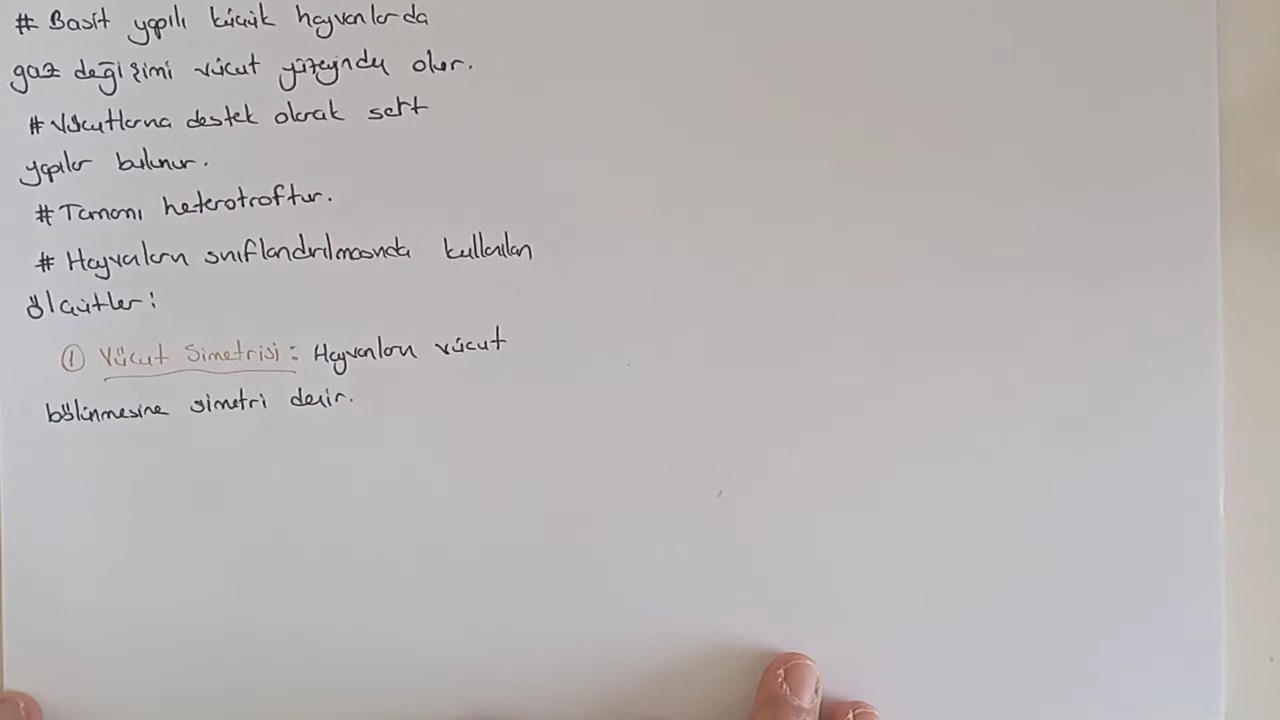 # Basit yapılı küçük hayvanlarda
gaz değişimi vücut yüzeyinden olur.
# Vücutlarına destek olarak sert
yapılar bulunur.
# Tamamı heterotroftur.
# Hayvanların sınıflandırılmasında kullanılan
ölçütler:
① Vücut Simetrisi: Hayvanların vücut
bölünmesine simetri denir.